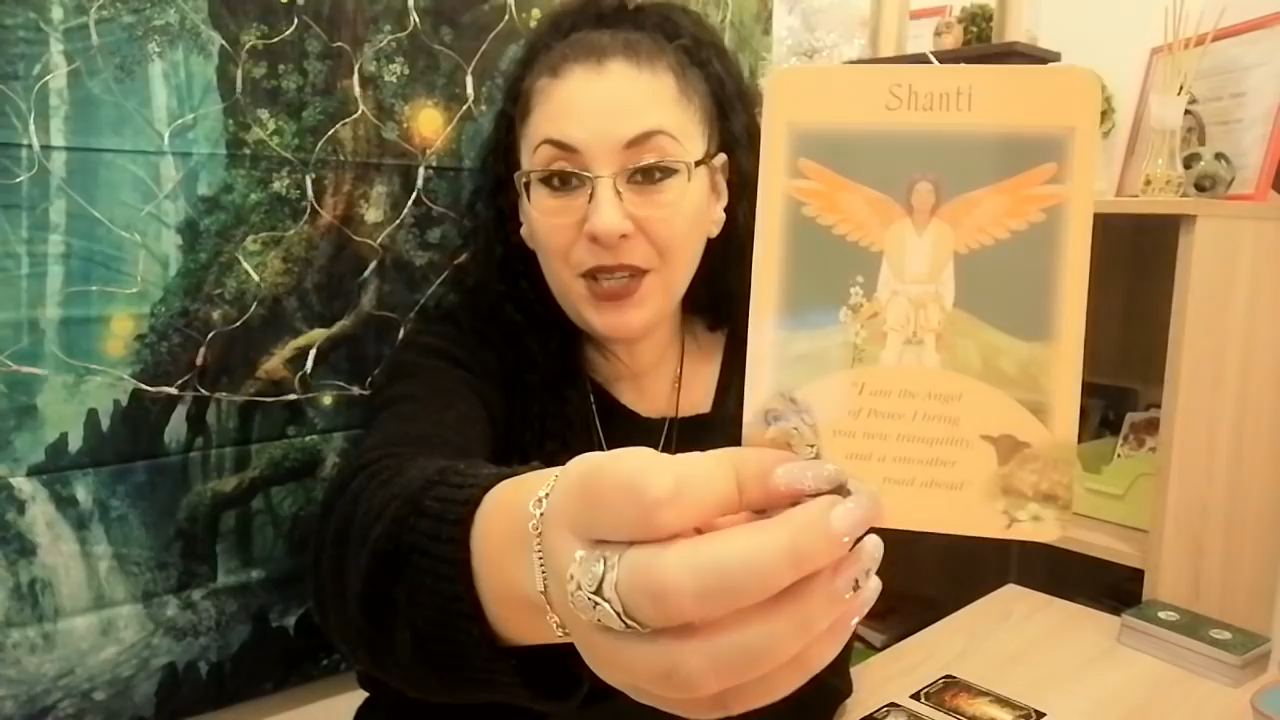 Shanti
"I am the Angel
of Peace. I bring
you new tranquility,
and a smoother
road ahead